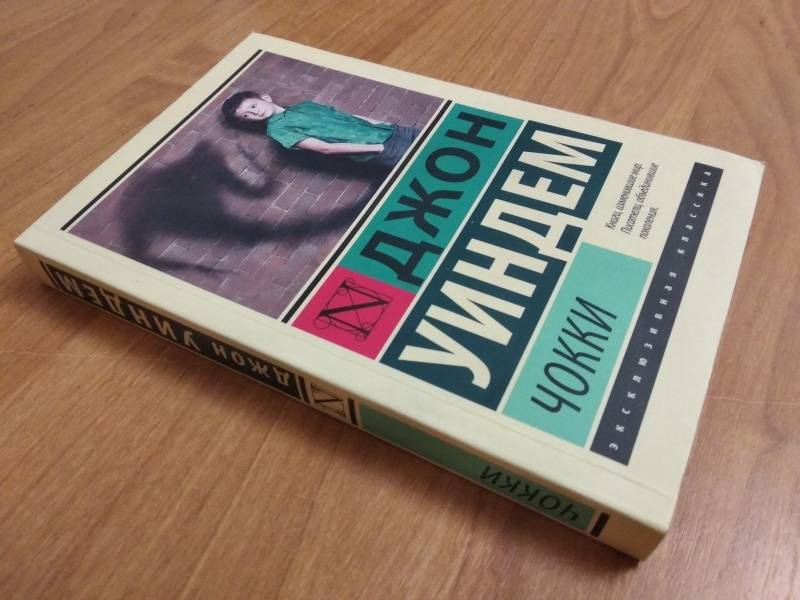 ДЖОН
УИНДЕМ
ЧОККИ
Книги, изменившие мир.
Писатели, объединившие
поколения.
эксклюзивная классика
N
ДЖОН УИНДЕМ
N
ЧОККИ